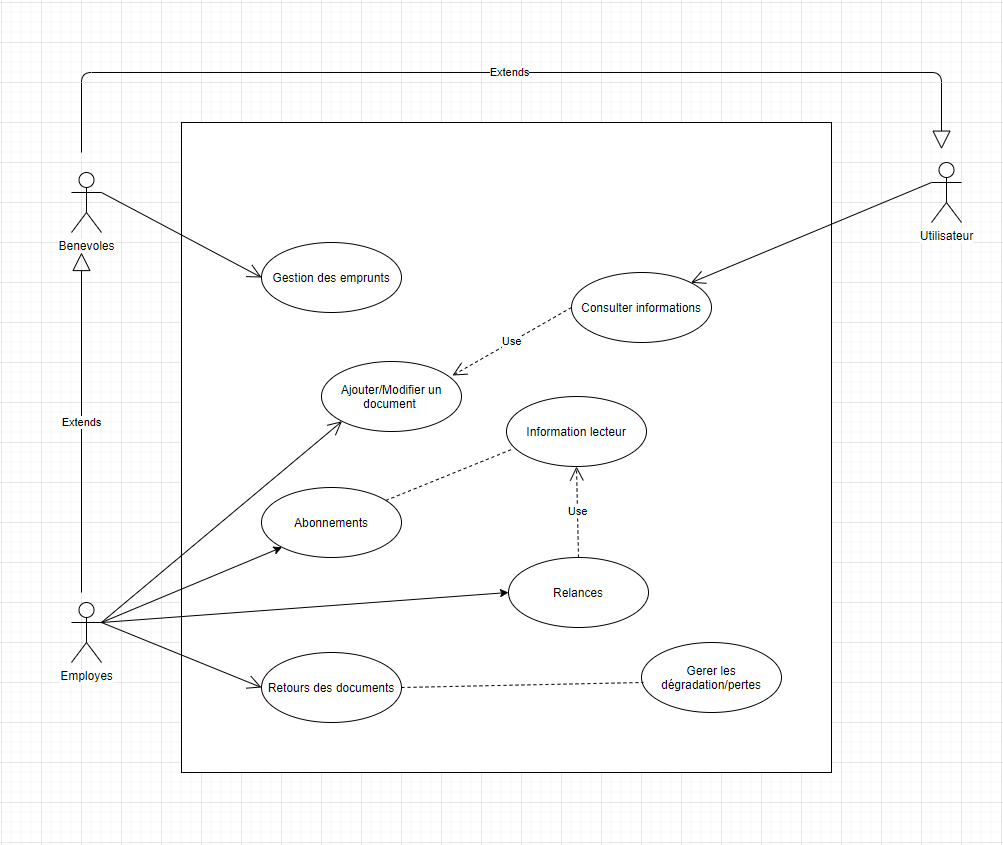 Extends
Benevoles
Utilisateur
Gestion des emprunts
Consulter informations
Use
Ajouter/Modifier un
document
Extends
Information lecteur
Use
Abonnements
Relances
Employes
Retours des documents
Gerer les
dégradation/pertes